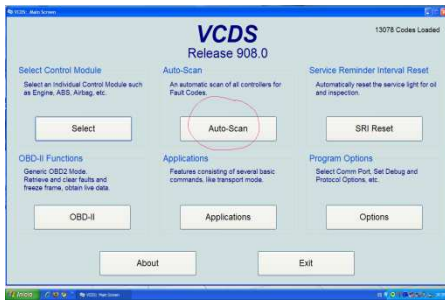 VCDS: Main Screen
VCDS
Release 908.0
13078 Codes Loaded
Select Control Module
Select an Individual Control Module such
as Engine, ABS, Airbag, etc.
Select
Auto-Scan
An automatic scan of all controllers for
Fault Codes.
Auto-Scan
Service Reminder Interval Reset
Automatically reset the service light for oil
and inspection.
SRI Reset
OBD-II Functions
Generic OBD2 Mode.
Retrieve and clear faults and
freeze frame, obtain live data.
OBD-II
Applications
Features consisting of several basic
commands, like transport mode.
Applications
Program Options
Select Comm Port, Set Debug and
Protocol Options, etc.
Options
About
Exit
Inicio
VCDS: Main Screen